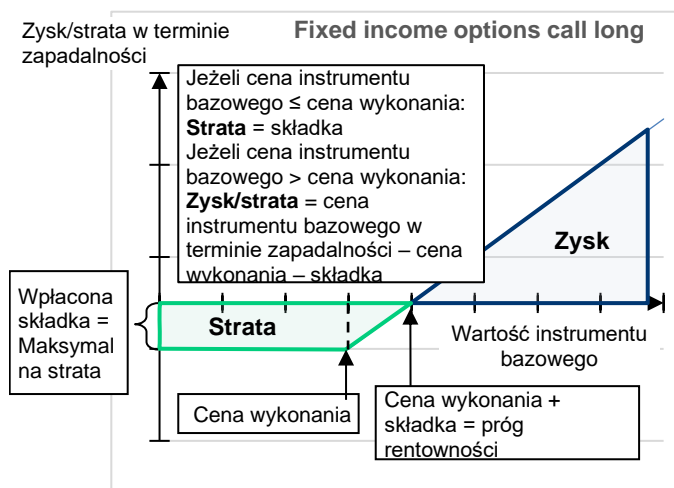 Zysk/strata w terminie
zapadalności
Fixed income options call long
Jeżeli cena instrumentu
bazowego ≤ cena wykonania:
Strata = składka
Jeżeli cena instrumentu
bazowego > cena wykonania:
Zysk/strata = cena
instrumentu bazowego w
terminie zapadalności – cena
wykonania – składka
Zysk
Wpłacona
składka =
Maksymal
na strata
Strata
Wartość instrumentu
bazowego
Cena wykonania
Cena wykonania +
składka = próg
rentowności